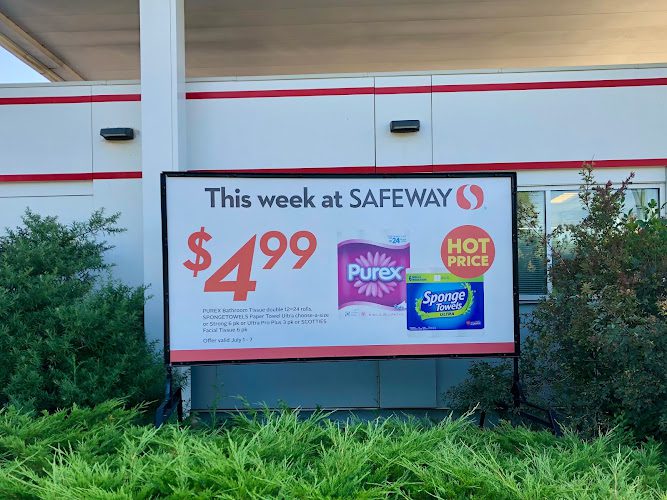 This week at SAFEWAY
$4.99
PUREX Bathroom Tissue double 12=24 rolls,
SPONGETOWELS Paper Towel Ultra choose-a-size
or Strong 6 pk or Ultra Pro Plus 3 pk or SCOTTIES
Facial Tissue 6 pk
Offer valid July 1 - 7
=24
Purex
HOT
PRICE
Sponge
Towels
ULTRA